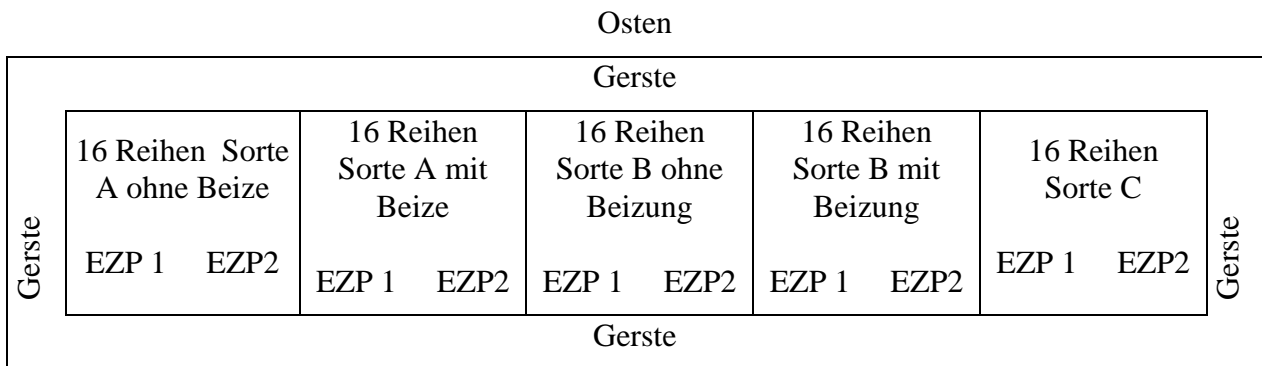 Osten
Gerste
16 Reihen Sorte
A ohne Beize
EZP 1 EZP2
16 Reihen
Sorte A mit
Beize
EZP 1 EZP2
16 Reihen
Sorte B ohne
Beizung
EZP 1 EZP2
16 Reihen
Sorte B mit
Beizung
EZP 1 EZP2
16 Reihen
Sorte C
EZP 1 EZP2
Gerste
Gerste
Gerste